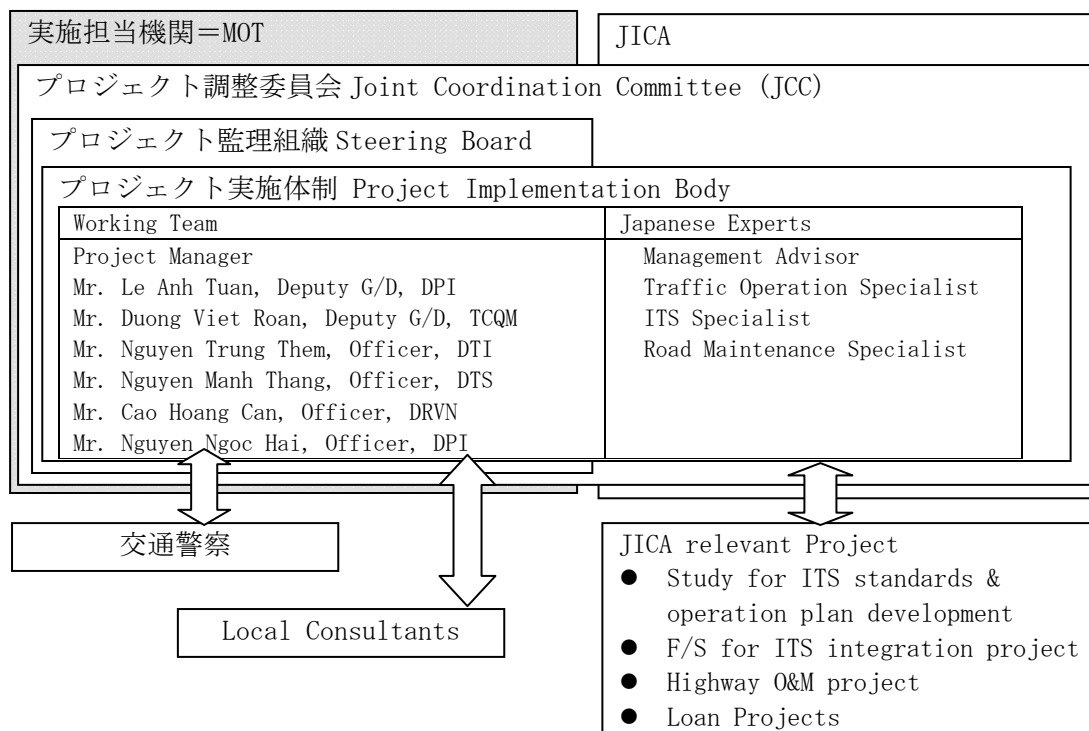 実施担当機関＝MOT
JICA
プロジェクト調整委員会 Joint Coordination Committee (JCC)
プロジェクト監理組織 Steering Board
プロジェクト実施体制 Project Implementation Body
Working Team
Project Manager
Mr. Le Anh Tuan, Deputy G/D, DPI
Mr. Duong Viet Roan, Deputy G/D, TCQM
Mr. Nguyen Trung Them, Officer, DTI
Mr. Nguyen Manh Thang, Officer, DTS
Mr. Cao Hoang Can, Officer, DRVN
Mr. Nguyen Ngoc Hai, Officer, DPI
Japanese Experts
Management Advisor
Traffic Operation Specialist
ITS Specialist
Road Maintenance Specialist
交通警察
Local Consultants
JICA relevant Project
● Study for ITS standards &
operation plan development
● F/S for ITS integration project
● Highway O&M project
● Loan Projects